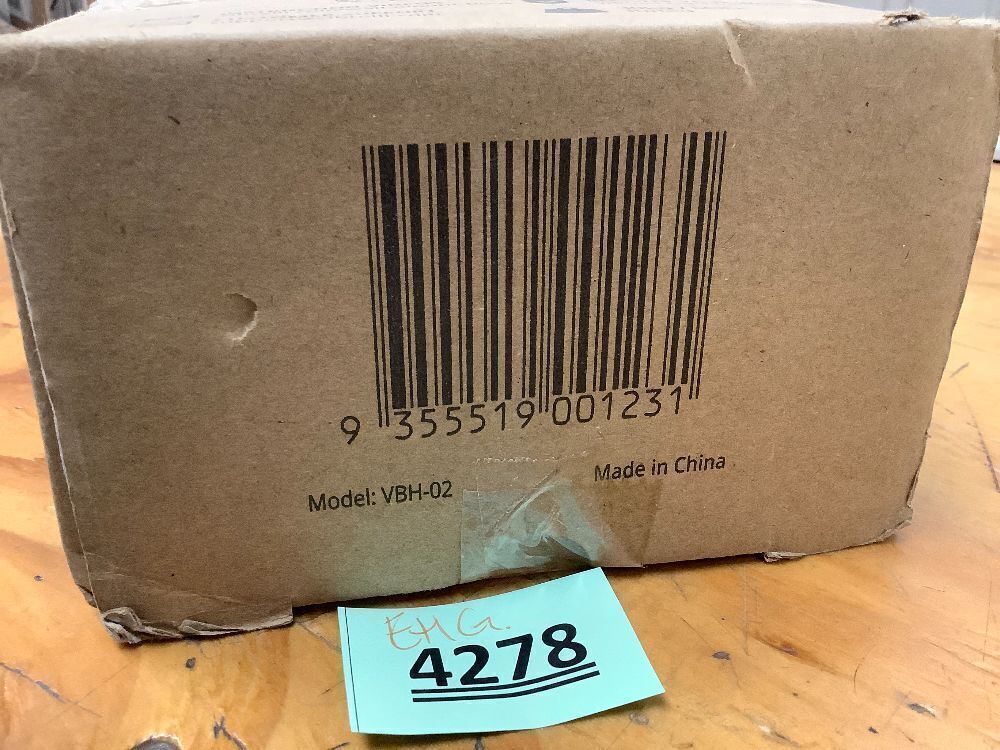 9 355519 001231
Model: VBH-02
Made in China
EHG.
4278